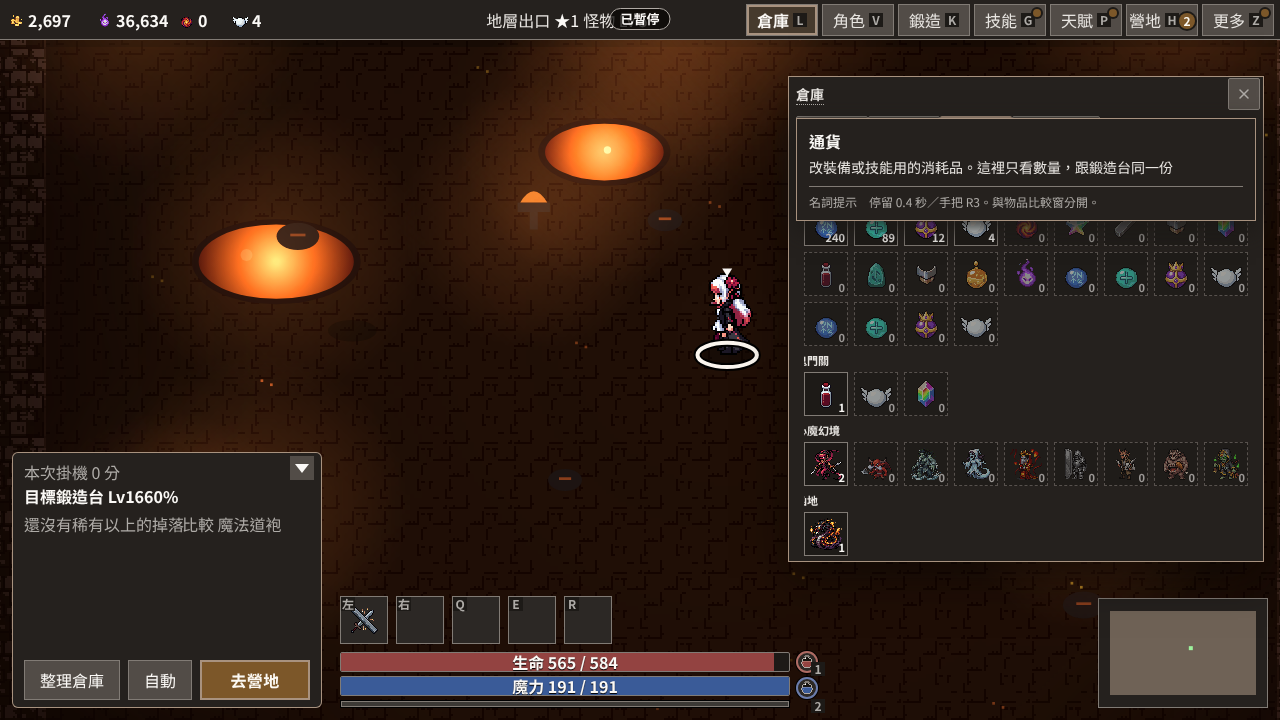 2,697 36,634 0 4
地層出口 ★1 怪物 已暫停
倉庫 L 角色 V 鍛造 K 技能 G 天賦 P 營地 H 2 更多 Z
倉庫
通貨
改裝備或技能用的消耗品。這裡只看數量，跟鍛造台同一份
名詞提示 停留 0.4 秒／手把 R3。與物品比較窗分開。
240 89 12 4 0 0 0 0 0
0 0 0 0 0 0 0 0 0
0 0 0 0
門關
1 0 0
魔幻境
2 0 0 0 0 0 0 0 0
地
1
本次掛機 0 分
目標鍛造台 Lv1660%
還沒有稀有以上的掉落比較 魔法道袍
整理倉庫 自動 去營地
左 右 Q E R
生命 565 / 584
1
魔力 191 / 191
2